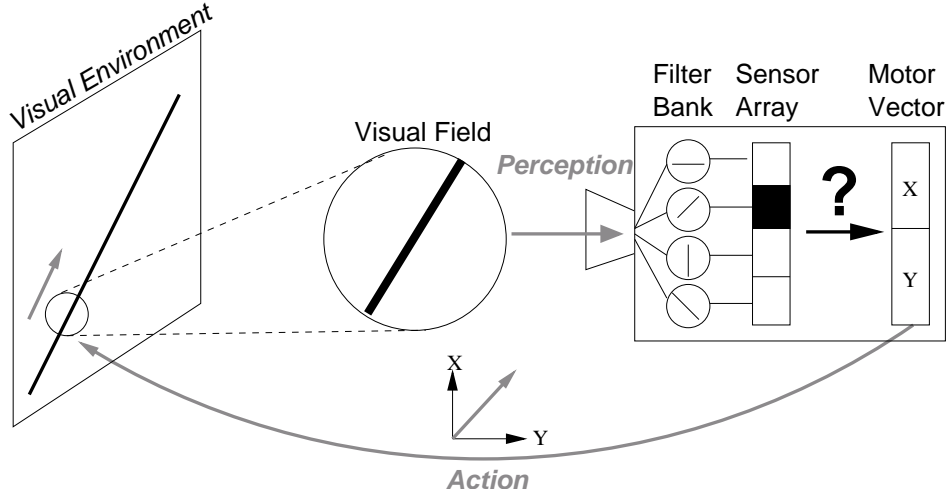 Visual Environment
Visual Field
Perception
Filter
Bank
Sensor
Array
Motor
Vector
?
X
Y
X
Y
Action